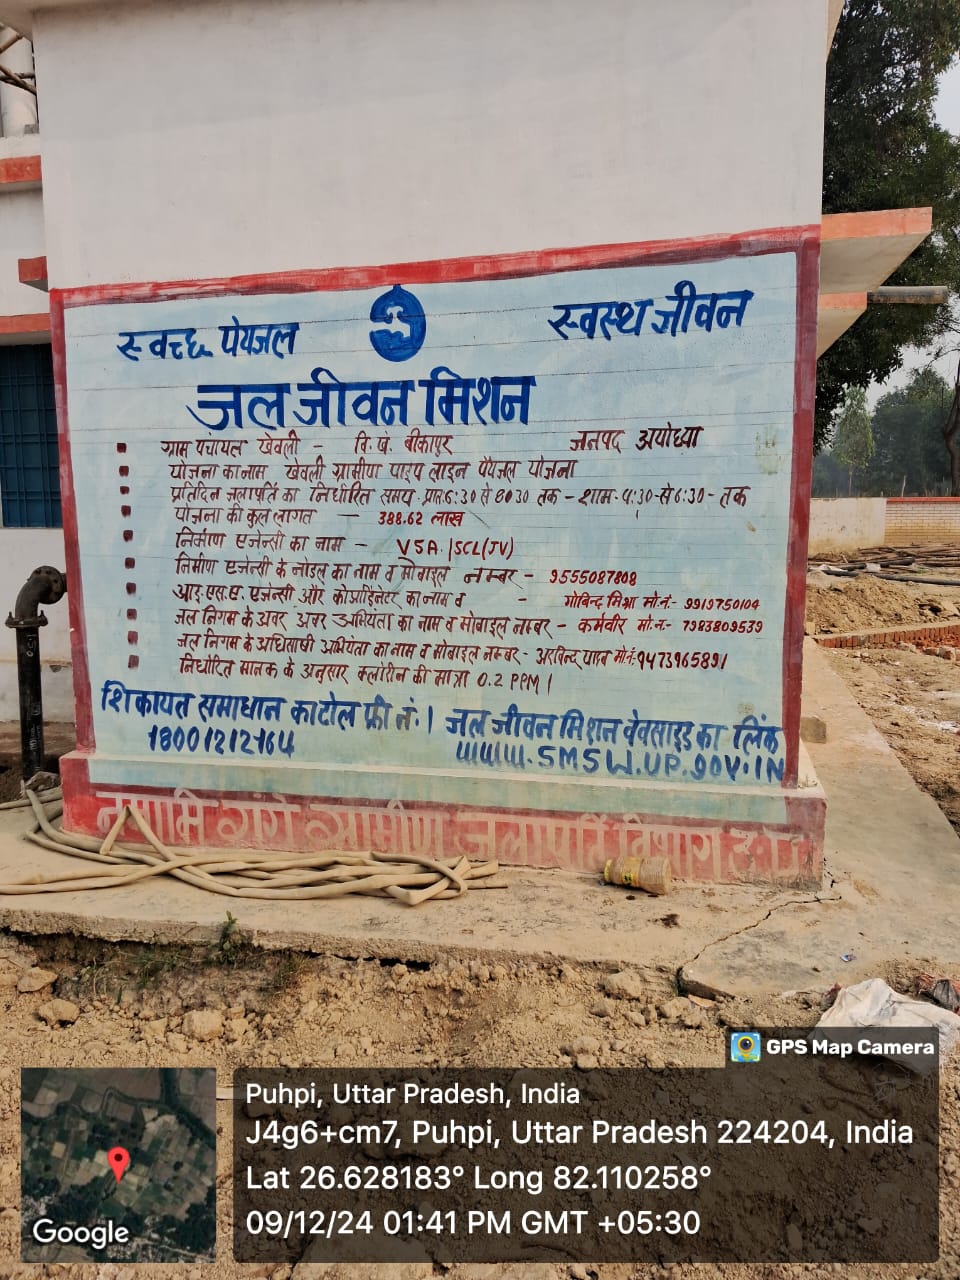 स्वच्छ पेयजल स्वस्थ जीवन
जल जीवन मिशन
ग्राम पंचायत खेवली - वि. खं. बीकापुर जनपद अयोध्या
योजना का नाम खेवली ग्रामीण पाइप लाइन पेयजल योजना
प्रतिदिन जलापूर्ति का निर्धारित समय प्रातः 6:30 से 8:30 तक - शाम - 4:30 - से 6:30 - तक
योजना की कुल लागत - 388.62 लाख
निर्माण एजेन्सी का नाम - VSA /SCL(JV)
निर्माण एजेन्सी के नोडल का नाम व मोबाइल नम्बर - 9555087808
आई.एस.ए. एजेन्सी और कोआर्डिनेटर का नाम व - गोविन्द मिश्रा मो.नं:- 9919750104
जल निगम के अवर अवर अभियंता का नाम व मोबाइल नम्बर - कर्मवीर मो.न:- 7983809539
जल निगम के अधिशाषी अभियंता का नाम व मोबाइल नम्बर - अरविन्द यादव मो.नं: 9473965891
निर्धारित मानक के अनुसार क्लोरीन की मात्रा 0.2 PPM।
शिकायत समाधान का टोल फ्री नं. । जल जीवन मिशन वेवसाइड का लिंक
18001212164 WWW.SMSW.UP.gov.IN
नमामि गंगे ग्रामीण जलापूर्ति विभाग उ.प्र.
GPS Map Camera
Puhpi, Uttar Pradesh, India
J4g6+cm7, Puhpi, Uttar Pradesh 224204, India
Lat 26.628183° Long 82.110258°
09/12/24 01:41 PM GMT +05:30
Google